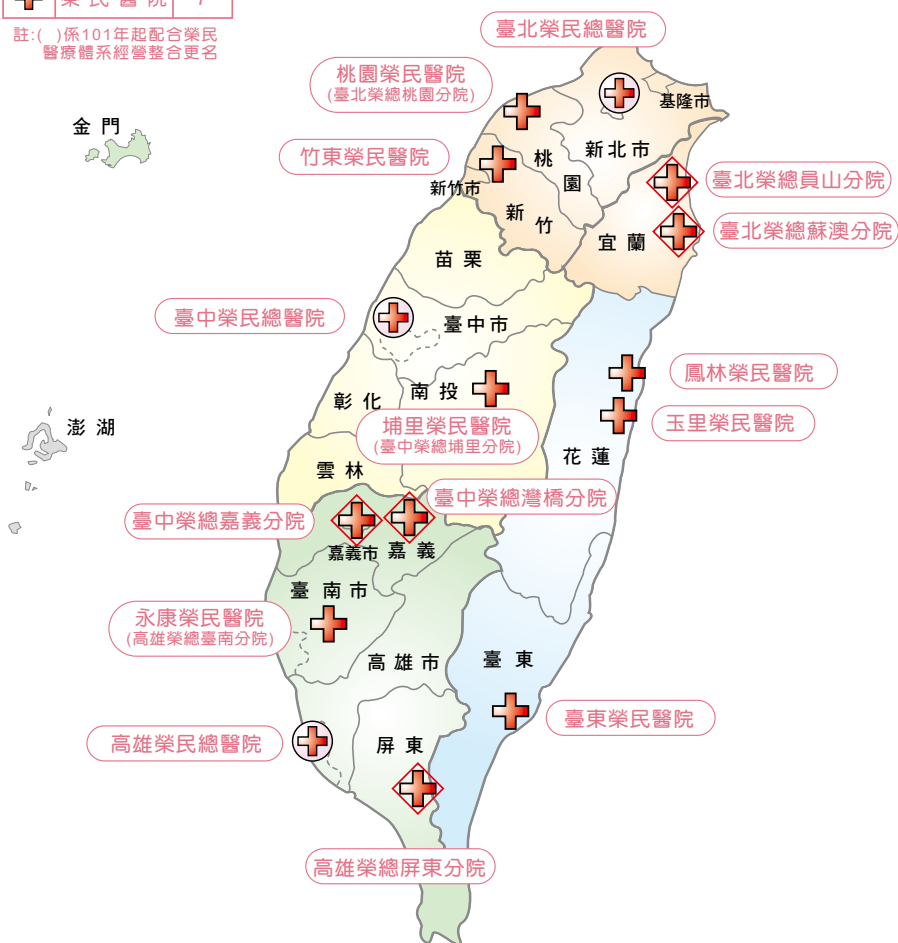 榮民醫院 7
註:( )係101年起配合榮民
醫療體系經營整合更名
臺北榮民總醫院
桃園榮民醫院
(臺北榮總桃園分院)
基隆市
金門
竹東榮民醫院
桃園
新北市
新竹市
臺北榮總員山分院
新竹
宜蘭
臺北榮總蘇澳分院
苗栗
臺中榮民總醫院
臺中市
鳳林榮民醫院
南投
彰化
埔里榮民醫院
(臺中榮總埔里分院)
玉里榮民醫院
澎湖
花蓮
雲林
臺中榮總灣橋分院
臺中榮總嘉義分院
嘉義市
嘉義
臺南市
永康榮民醫院
(高雄榮總臺南分院)
高雄市
臺東
臺東榮民醫院
高雄榮民總醫院
屏東
高雄榮總屏東分院